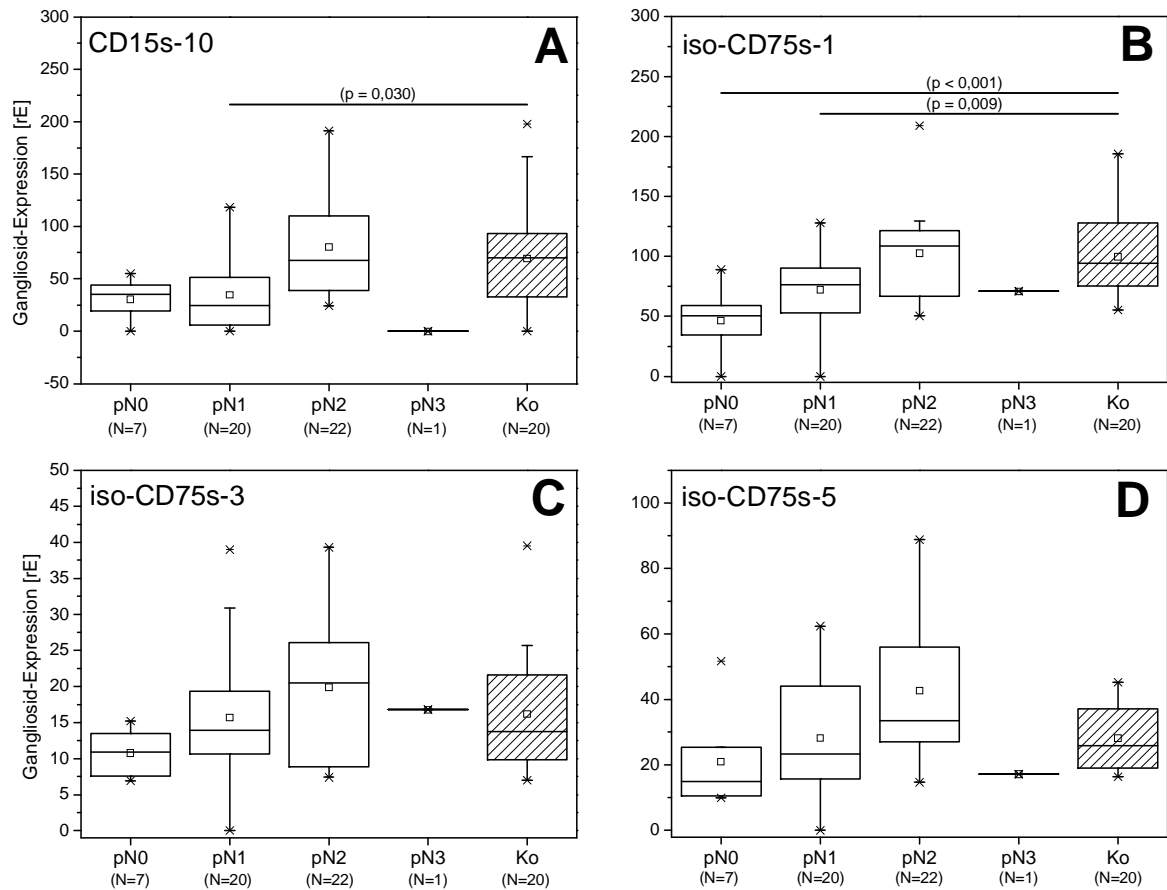 CD15s-10
A
Gangliosid-Expression [rE]
300
250
200
150
100
50
0
-50
(p = 0,030)
pN0 pN1 pN2 pN3 Ko
(N=7) (N=20) (N=22) (N=1) (N=20)
iso-CD75s-1
B
300
250
200
150
100
50
0
(p < 0,001)
(p = 0,009)
pN0 pN1 pN2 pN3 Ko
(N=7) (N=20) (N=22) (N=1) (N=20)
iso-CD75s-3
C
Gangliosid-Expression [rE]
50
45
40
35
30
25
20
15
10
5
0
pN0 pN1 pN2 pN3 Ko
(N=7) (N=20) (N=22) (N=1) (N=20)
iso-CD75s-5
D
100
80
60
40
20
0
pN0 pN1 pN2 pN3 Ko
(N=7) (N=20) (N=22) (N=1) (N=20)